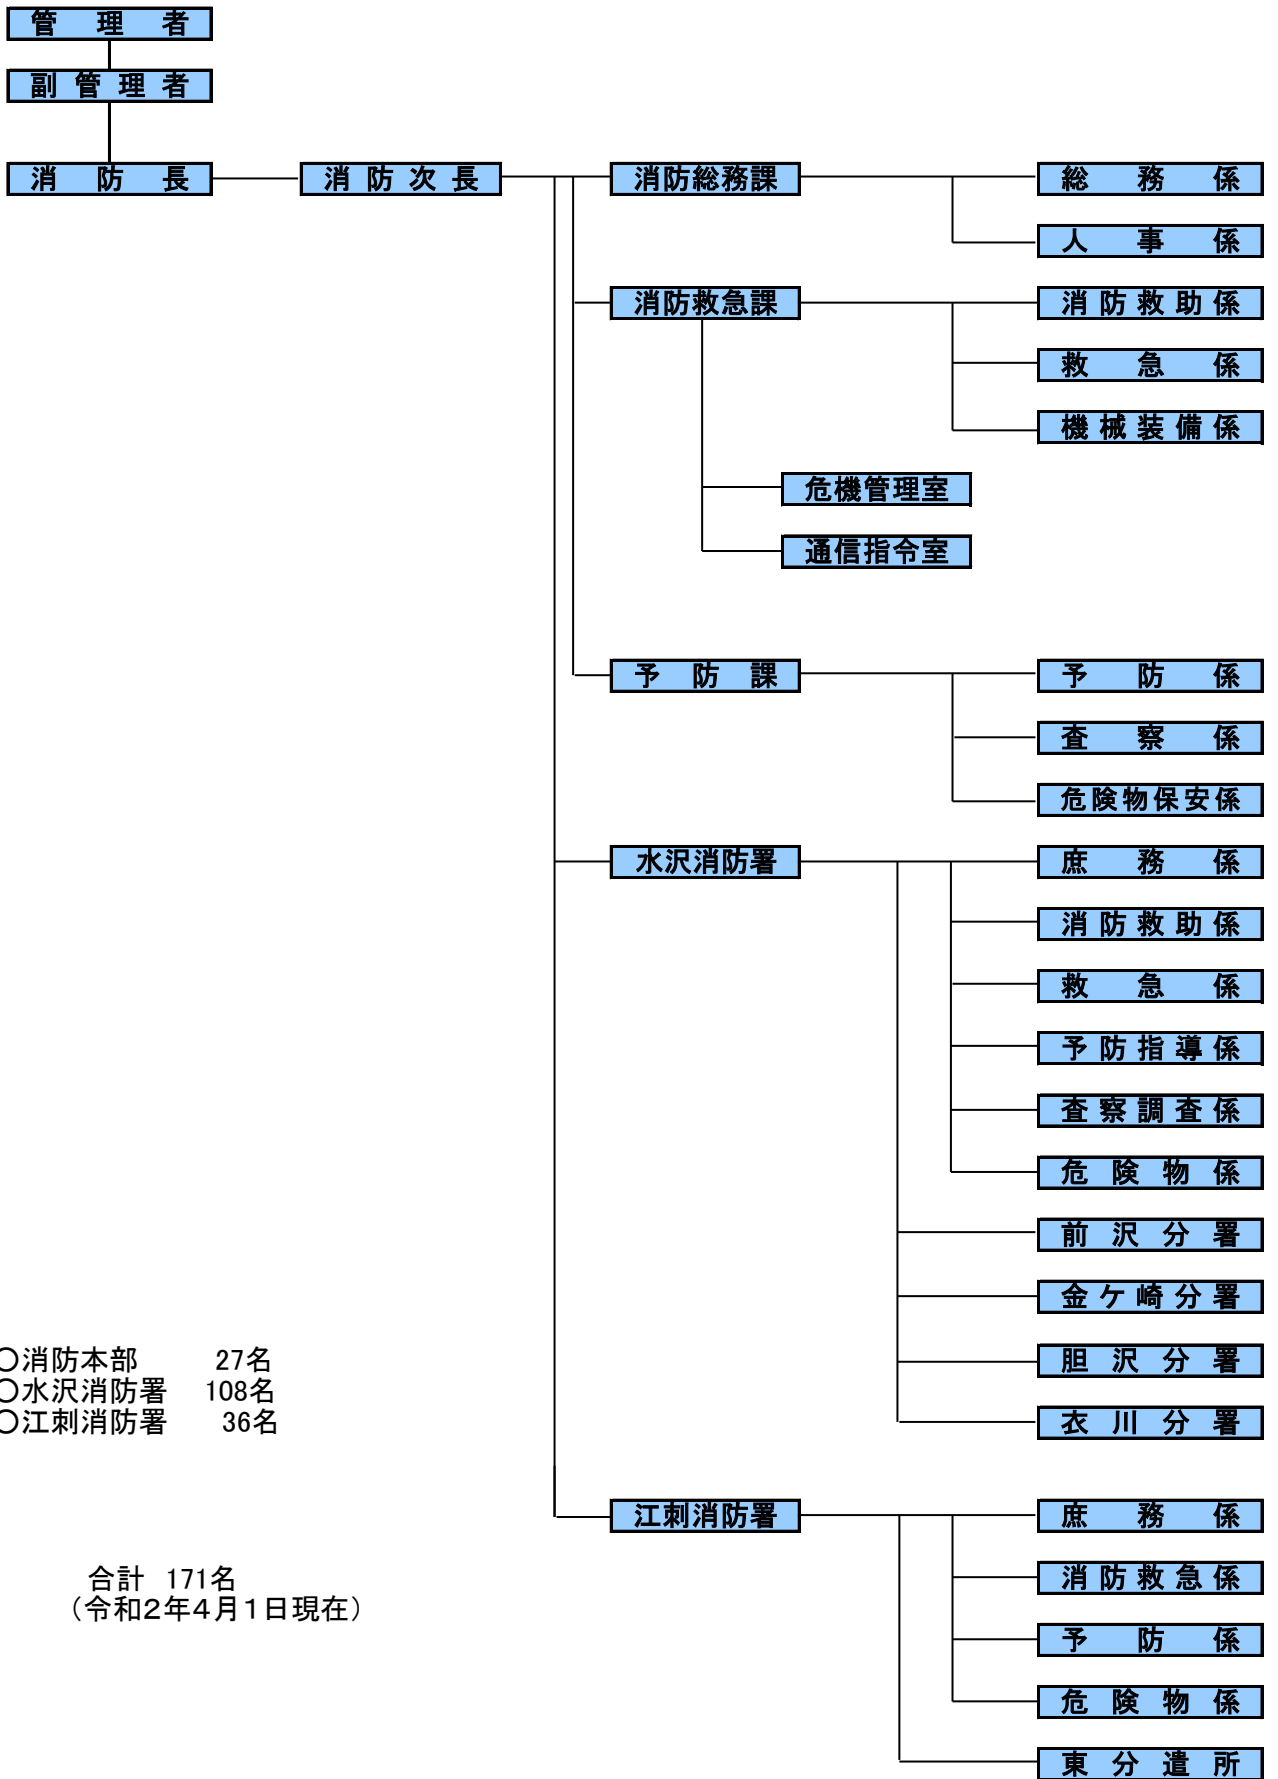 管理者
副管理者
消防長 消防次長 消防総務課 総務係
人事係
消防救急課 消防救助係
救急係
機械装備係
危機管理室
通信指令室
予防課 予防係
査察係
危険物保安係
水沢消防署 庶務係
消防救助係
救急係
予防指導係
査察調査係
危険物係
前沢分署
金ケ崎分署
○消防本部 27名 胆沢分署
○水沢消防署 108名
○江刺消防署 36名 衣川分署
江刺消防署 庶務係
合計 171名 消防救急係
（令和2年4月1日現在）
予防係
危険物係
東分遣所